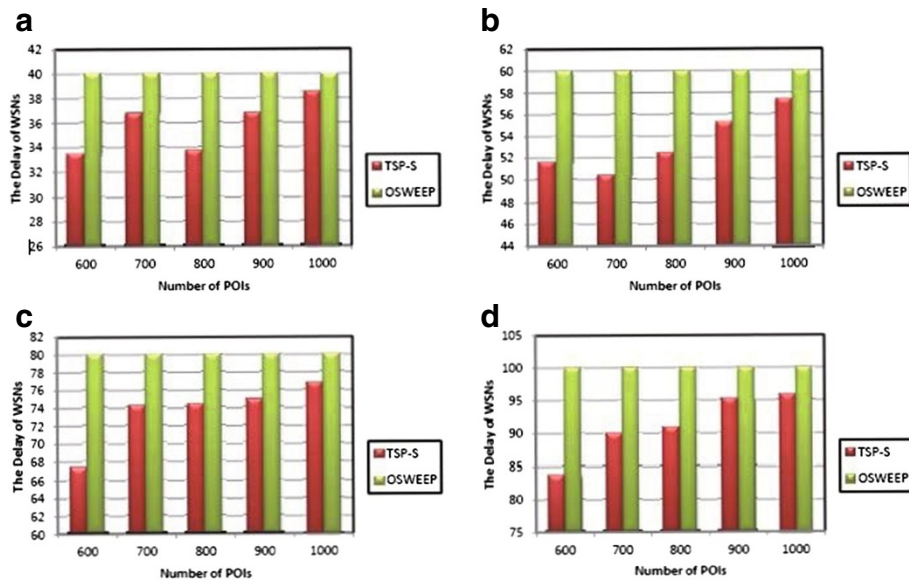 a
42
40
38
36
34
32
30
28
26
The Delay of WSNs
600 700 800 900 1000
Number of POIs
TSP-S
OSWEEP
b
62
60
58
56
54
52
50
48
46
44
The Delay of WSNs
600 700 800 900 1000
Number of POIs
TSP-S
OSWEEP
c
82
80
78
76
74
72
70
68
66
64
62
60
The Delay of WSNs
600 700 800 900 1000
Number of POIs
TSP-S
OSWEEP
d
105
100
95
90
85
80
75
The Delay of WSNs
600 700 800 900 1000
Number of POIs
TSP-S
OSWEEP